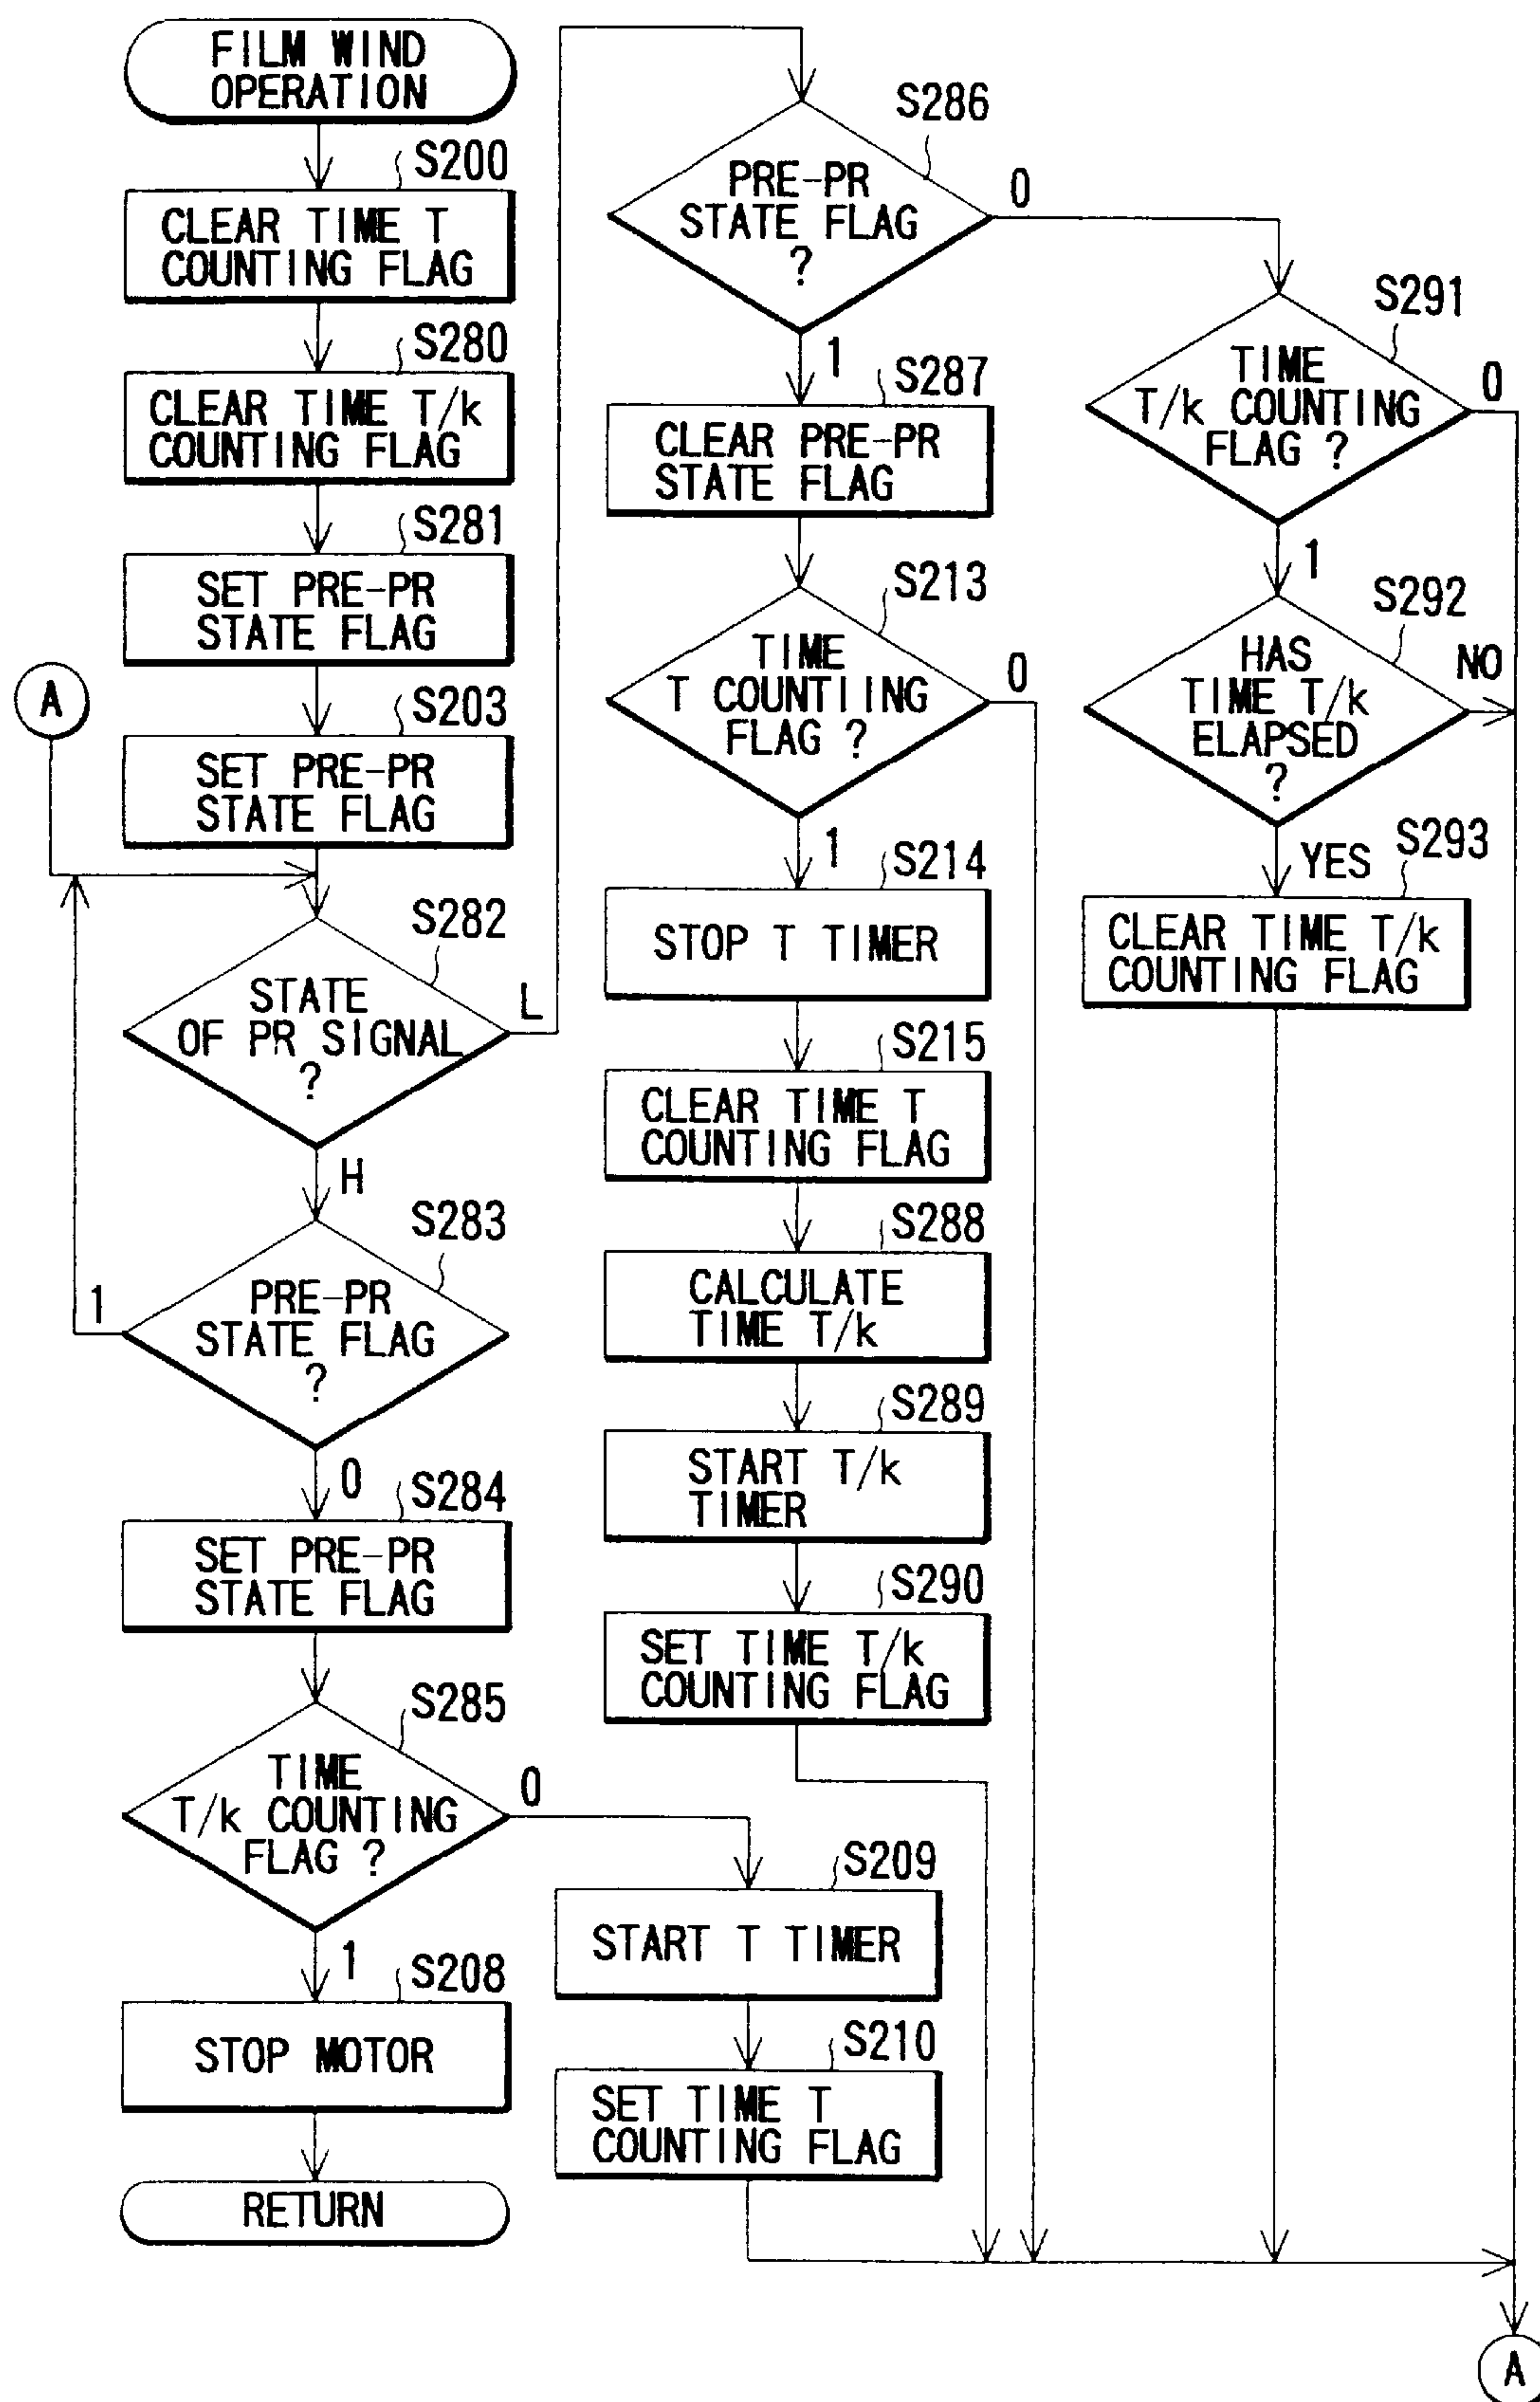 FILM WIND
OPERATION
S200
CLEAR TIME T
COUNTING FLAG
S280
CLEAR TIME T/k
COUNTING FLAG
S281
SET PRE-PR
STATE FLAG
A
S203
SET PRE-PR
STATE FLAG
S282
STATE
OF PR SIGNAL
?
L
H
S283
PRE-PR
STATE FLAG
?
1
0
S284
SET PRE-PR
STATE FLAG
S285
TIME
T/k COUNTING
FLAG ?
0
1
S208
STOP MOTOR
RETURN
S286
PRE-PR
STATE FLAG
?
0
1
S287
CLEAR PRE-PR
STATE FLAG
S213
TIME
T COUNTIING
FLAG ?
0
1
S214
STOP T TIMER
S215
CLEAR TIME T
COUNTING FLAG
S288
CALCULATE
TIME T/k
S289
START T/k
TIMER
S290
SET TIME T/k
COUNTING FLAG
S209
START T TIMER
S210
SET TIME T
COUNTING FLAG
S291
TIME
T/k COUNTING
FLAG ?
0
1
S292
HAS
TIME T/k
ELAPSED
?
NO
YES
S293
CLEAR TIME T/k
COUNTING FLAG
A